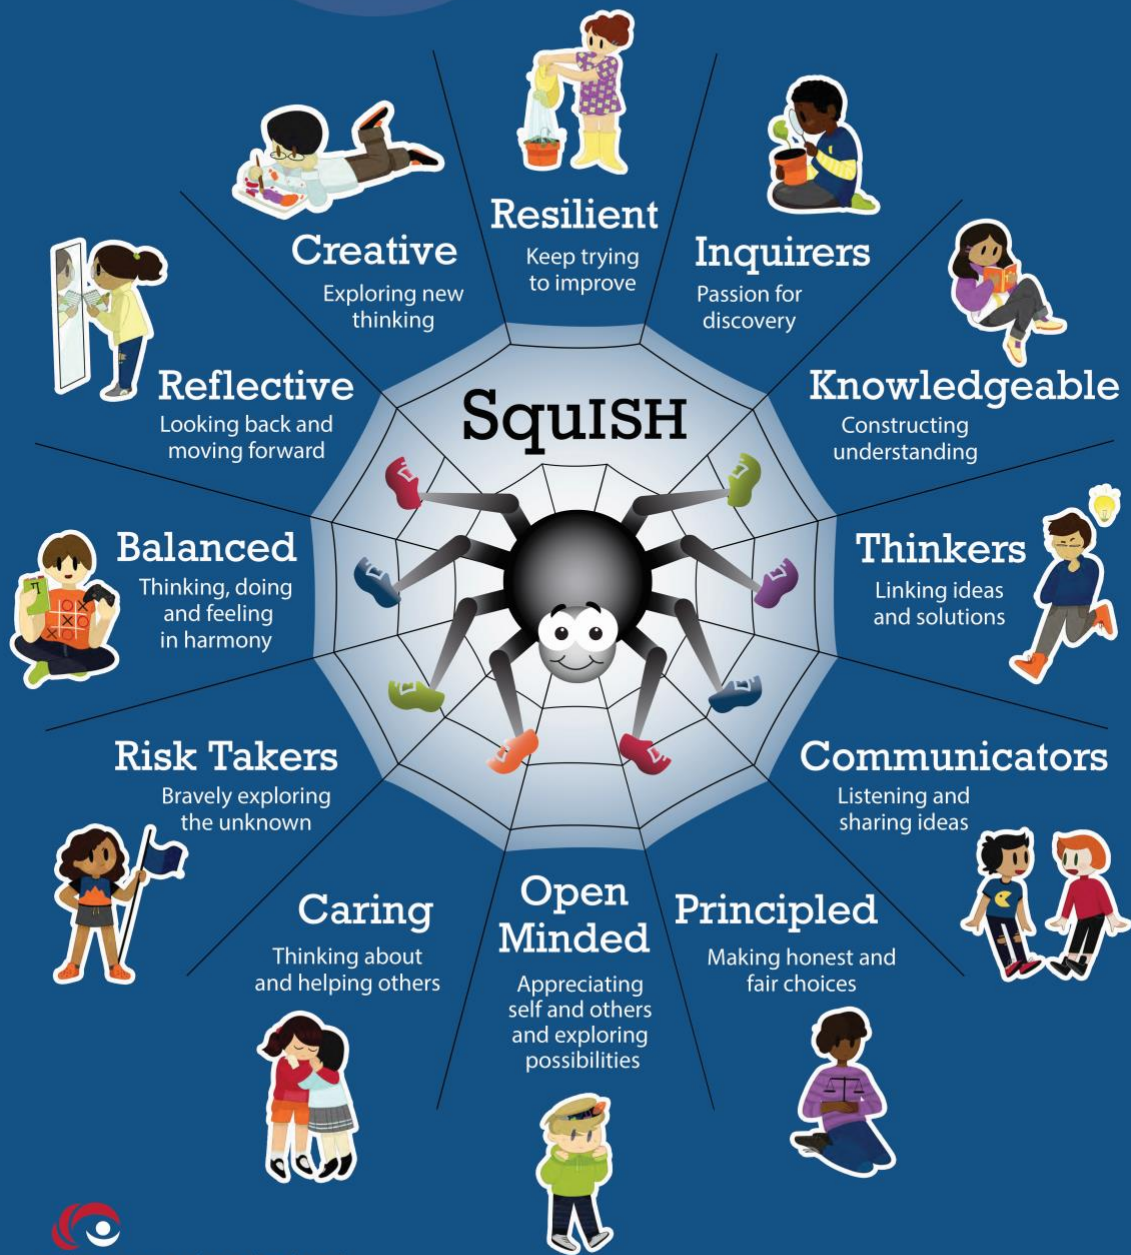 Resilient
Keep trying
to improve
Inquirers
Passion for
discovery
Knowledgeable
Constructing
understanding
Thinkers
Linking ideas
and solutions
Communicators
Listening and
sharing ideas
Principled
Making honest and
fair choices
Open
Minded
Appreciating
self and others
and exploring
possibilities
Caring
Thinking about
and helping others
Risk Takers
Bravely exploring
the unknown
Balanced
Thinking, doing
and feeling
in harmony
Reflective
Looking back and
moving forward
Creative
Exploring new
thinking
SquISH